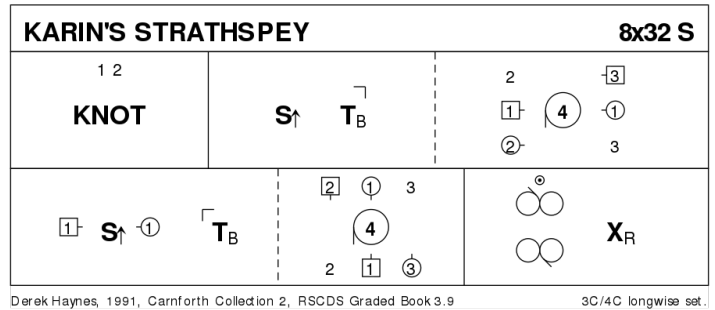 KARIN'S STRATHSPEY 8x32 S
1 2
KNOT
S↑ T B
2 3
1 4 1
2 3
1 S↑ 1 T B
2 1 3
4
2 1 3
X R
Derek Haynes, 1991, Carnforth Collection 2, RSCDS Graded Book 3.9 3C/4C longwise set.